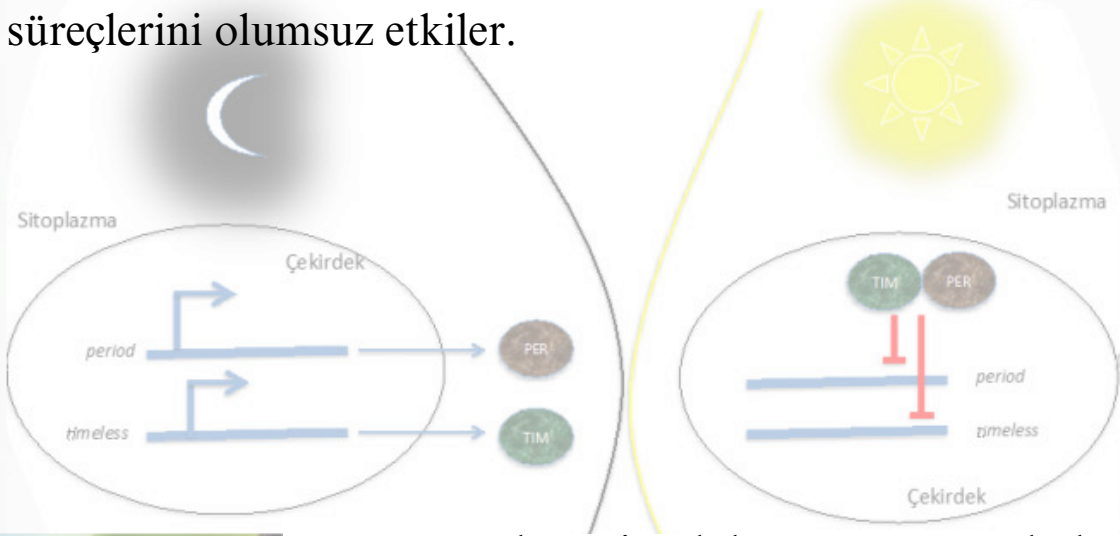 süreçlerini olumsuz etkiler.
Sitoplazma
Çekirdek
period
PER
timeless
TIM
Sitoplazma
TIM PER
period
timeless
Çekirdek